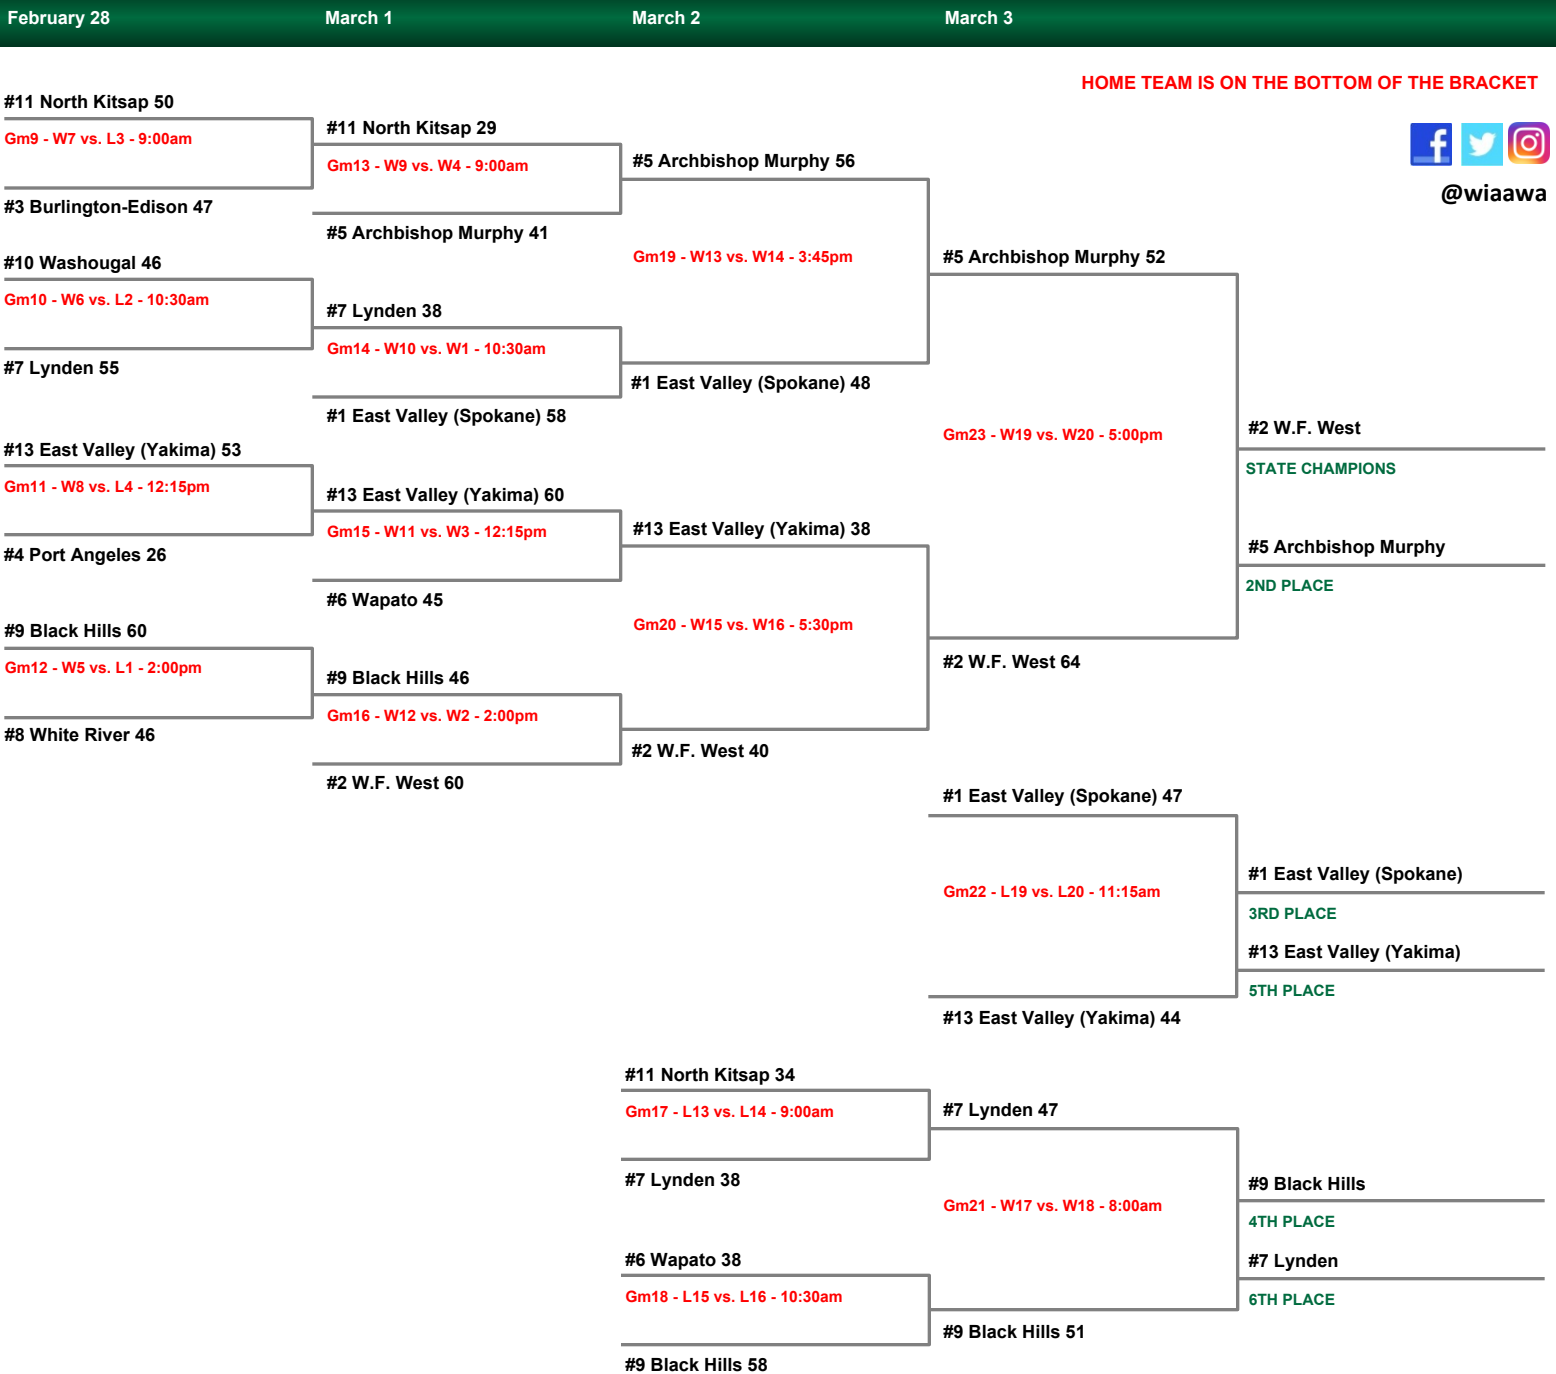 February 28
March 1
March 2
March 3
HOME TEAM IS ON THE BOTTOM OF THE BRACKET
@wiaawa
#11 North Kitsap 50
Gm9 - W7 vs. L3 - 9:00am
#3 Burlington-Edison 47
#10 Washougal 46
Gm10 - W6 vs. L2 - 10:30am
#7 Lynden 55
#13 East Valley (Yakima) 53
Gm11 - W8 vs. L4 - 12:15pm
#4 Port Angeles 26
#9 Black Hills 60
Gm12 - W5 vs. L1 - 2:00pm
#8 White River 46
#11 North Kitsap 29
Gm13 - W9 vs. W4 - 9:00am
#5 Archbishop Murphy 41
#7 Lynden 38
Gm14 - W10 vs. W1 - 10:30am
#1 East Valley (Spokane) 58
#13 East Valley (Yakima) 60
Gm15 - W11 vs. W3 - 12:15pm
#6 Wapato 45
#9 Black Hills 46
Gm16 - W12 vs. W2 - 2:00pm
#2 W.F. West 60
#5 Archbishop Murphy 56
Gm19 - W13 vs. W14 - 3:45pm
#1 East Valley (Spokane) 48
#13 East Valley (Yakima) 38
Gm20 - W15 vs. W16 - 5:30pm
#2 W.F. West 40
#11 North Kitsap 34
Gm17 - L13 vs. L14 - 9:00am
#7 Lynden 38
#6 Wapato 38
Gm18 - L15 vs. L16 - 10:30am
#9 Black Hills 58
#5 Archbishop Murphy 52
Gm23 - W19 vs. W20 - 5:00pm
#2 W.F. West 64
#1 East Valley (Spokane) 47
Gm22 - L19 vs. L20 - 11:15am
#13 East Valley (Yakima) 44
#7 Lynden 47
Gm21 - W17 vs. W18 - 8:00am
#9 Black Hills 51
#2 W.F. West
STATE CHAMPIONS
#5 Archbishop Murphy
2ND PLACE
#1 East Valley (Spokane)
3RD PLACE
#13 East Valley (Yakima)
5TH PLACE
#9 Black Hills
4TH PLACE
#7 Lynden
6TH PLACE